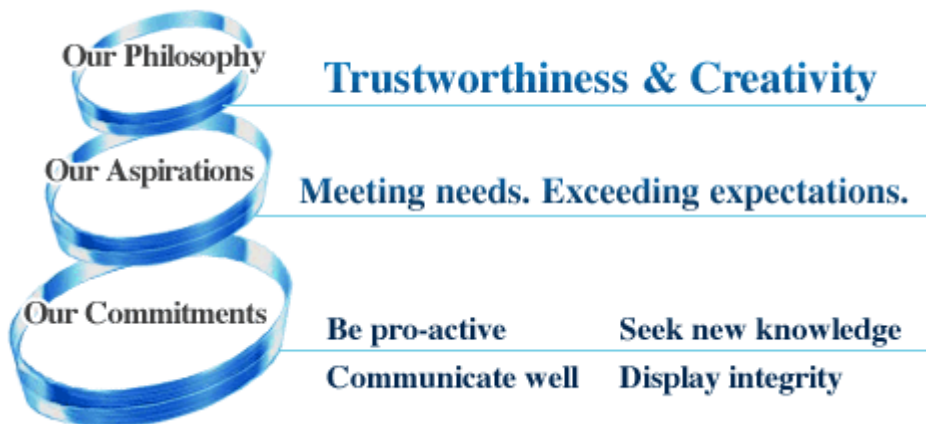 Our Philosophy
Trustworthiness & Creativity
Our Aspirations
Meeting needs. Exceeding expectations.
Our Commitments
Be pro-active Seek new knowledge
Communicate well Display integrity